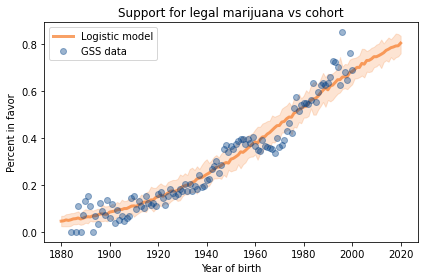 Support for legal marijuana vs cohort
Logistic model
GSS data
Percent in favor
0.8
0.6
0.4
0.2
0.0
1880 1900 1920 1940 1960 1980 2000 2020
Year of birth